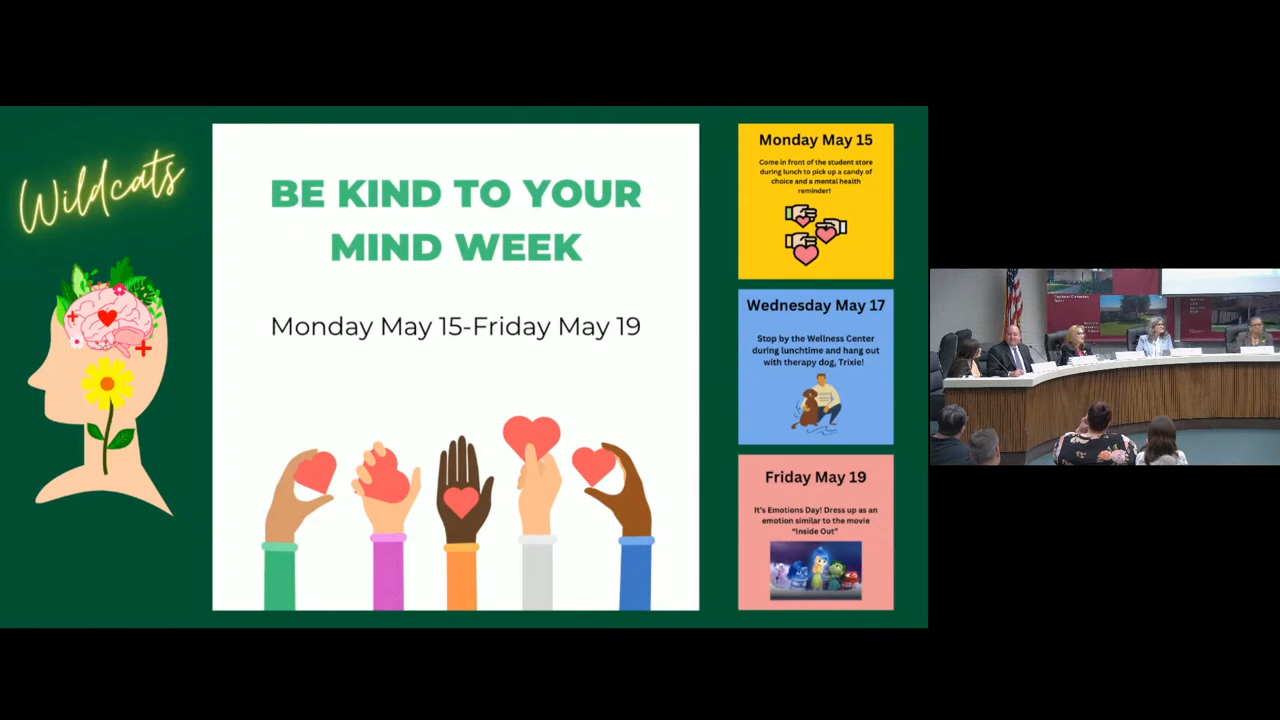 Wildcats
BE KIND TO YOUR
MIND WEEK
Monday May 15-Friday May 19
Monday May 15
Come in front of the student store
during lunch to pick up a candy of
choice and a mental health
reminder!
Wednesday May 17
Stop by the Wellness Center
during lunchtime and hang out
with therapy dog, Trixie!
Friday May 19
It's Emotions Day! Dress up as an
emotion similar to the movie
"Inside Out"